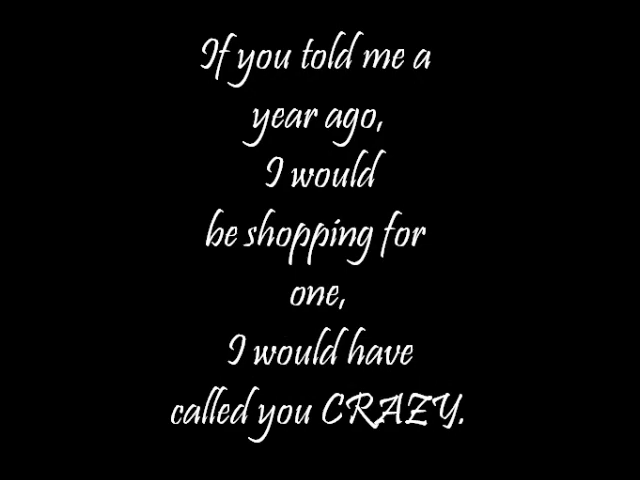 If you told me a
year ago,
I would
be shopping for
one,
I would have
called you CRAZY.